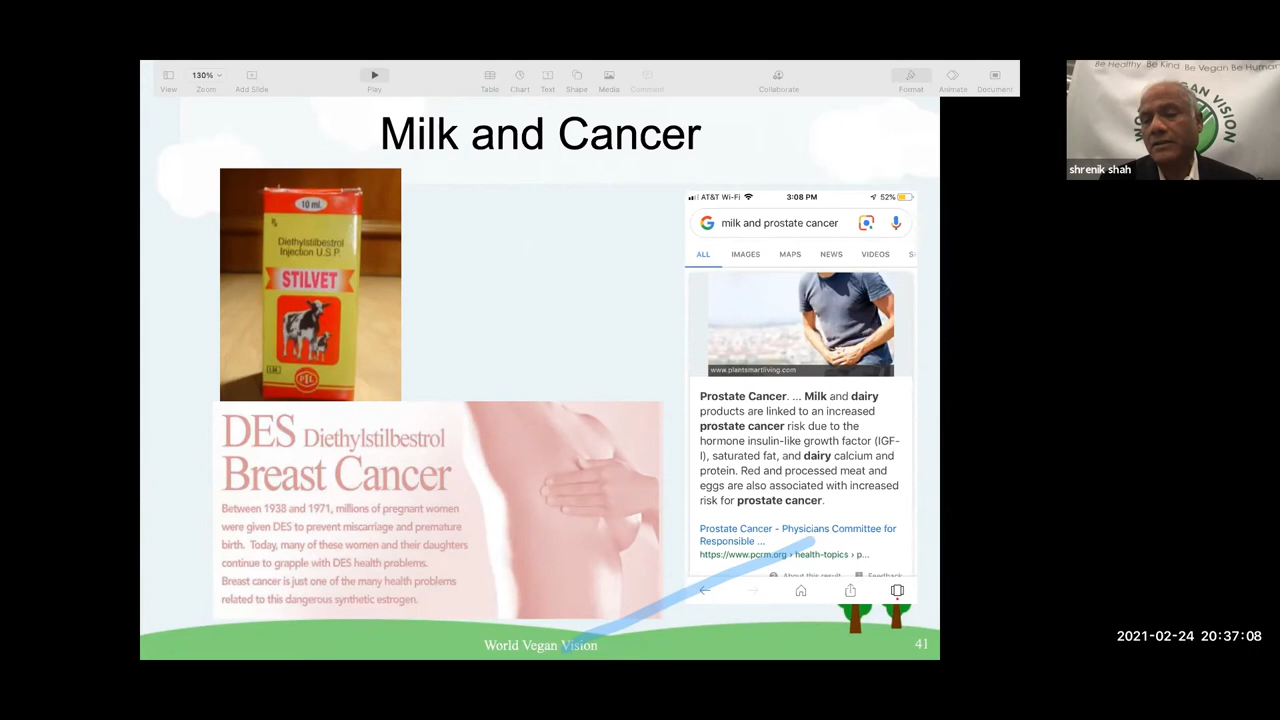 130%
View
Zoom
Add Slide
Play
Table
Chart
Text
Shape
Media
Comment
Collaborate
Format
Animate
Document
Milk and Cancer
10 ml.
Diethylstilbestrol
Injection U.S.P.
STILVET
DES Diethylstilbestrol
Breast Cancer
Between 1938 and 1971, millions of pregnant women
were given DES to prevent miscarriage and premature
birth. Today, many of these women and their daughters
continue to grapple with DES health problems.
Breast cancer is just one of the many health problems
related to this dangerous synthetic estrogen.
AT&T Wi-Fi 3:08 PM 52%
milk and prostate cancer
ALL IMAGES MAPS NEWS VIDEOS
www.plantsmartliving.com
Prostate Cancer. ... Milk and dairy
products are linked to an increased
prostate cancer risk due to the
hormone insulin-like growth factor (IGF-
I), saturated fat, and dairy calcium and
protein. Red and processed meat and
eggs are also associated with increased
risk for prostate cancer.
Prostate Cancer - Physicians Committee for
Responsible ...
https://www.pcrm.org › health-topics › p...
About this result Feedback
World Vegan Vision
41
Be Healthy Be Kind Be Vegan Be Human
VISION
shrenik shah
2021-02-24 20:37:08